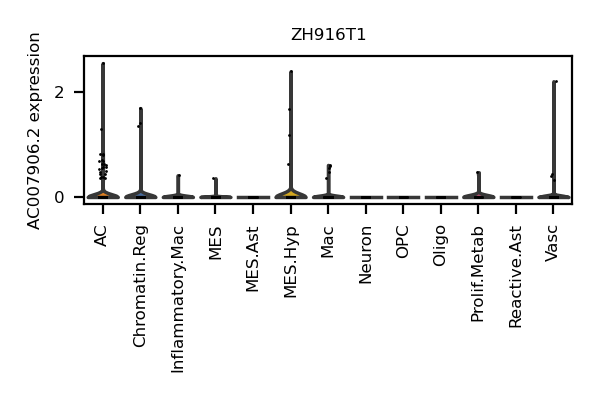 ZH916T1
AC007906.2 expression
2
0
AC
Chromatin.Reg
Inflammatory.Mac
MES
MES.Ast
MES.Hyp
Mac
Neuron
OPC
Oligo
Prolif.Metab
Reactive.Ast
Vasc